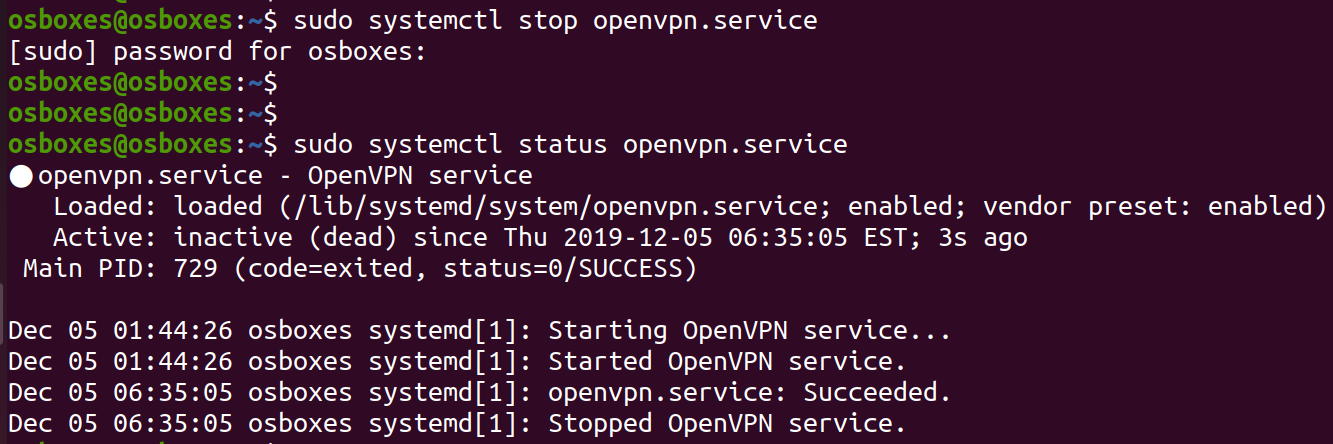 osboxes@osboxes:~$ sudo systemctl stop openvpn.service
[sudo] password for osboxes:
osboxes@osboxes:~$
osboxes@osboxes:~$
osboxes@osboxes:~$ sudo systemctl status openvpn.service
● openvpn.service - OpenVPN service
   Loaded: loaded (/lib/systemd/system/openvpn.service; enabled; vendor preset: enabled)
   Active: inactive (dead) since Thu 2019-12-05 06:35:05 EST; 3s ago
 Main PID: 729 (code=exited, status=0/SUCCESS)

Dec 05 01:44:26 osboxes systemd[1]: Starting OpenVPN service...
Dec 05 01:44:26 osboxes systemd[1]: Started OpenVPN service.
Dec 05 06:35:05 osboxes systemd[1]: openvpn.service: Succeeded.
Dec 05 06:35:05 osboxes systemd[1]: Stopped OpenVPN service.